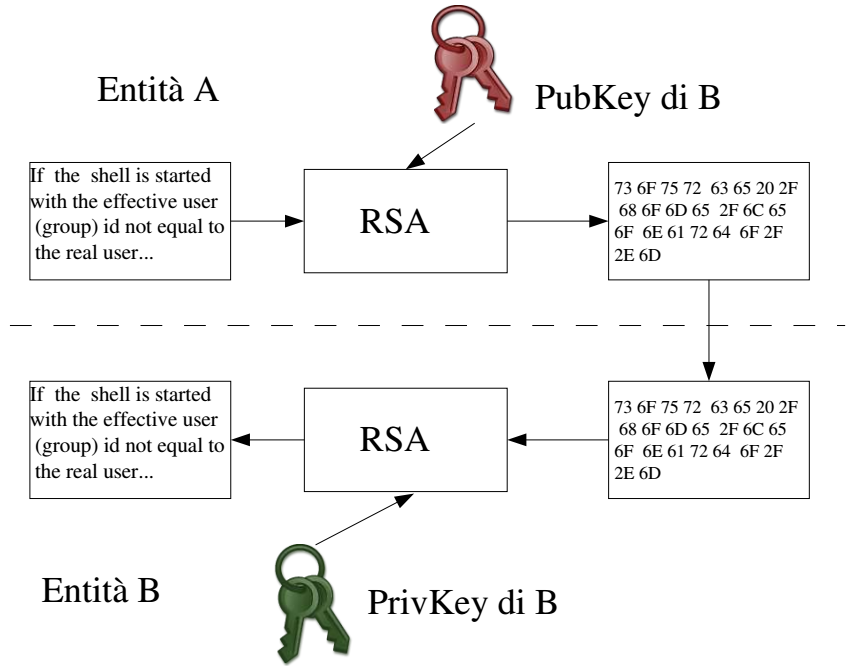 Entità A
PubKey di B
If the shell is started
with the effective user
(group) id not equal to
the real user...
RSA
73 6F 75 72 63 65 20 2F
68 6F 6D 65 2F 6C 65
6F 6E 61 72 64 6F 2F
2E 6D
If the shell is started
with the effective user
(group) id not equal to
the real user...
RSA
73 6F 75 72 63 65 20 2F
68 6F 6D 65 2F 6C 65
6F 6E 61 72 64 6F 2F
2E 6D
Entità B
PrivKey di B